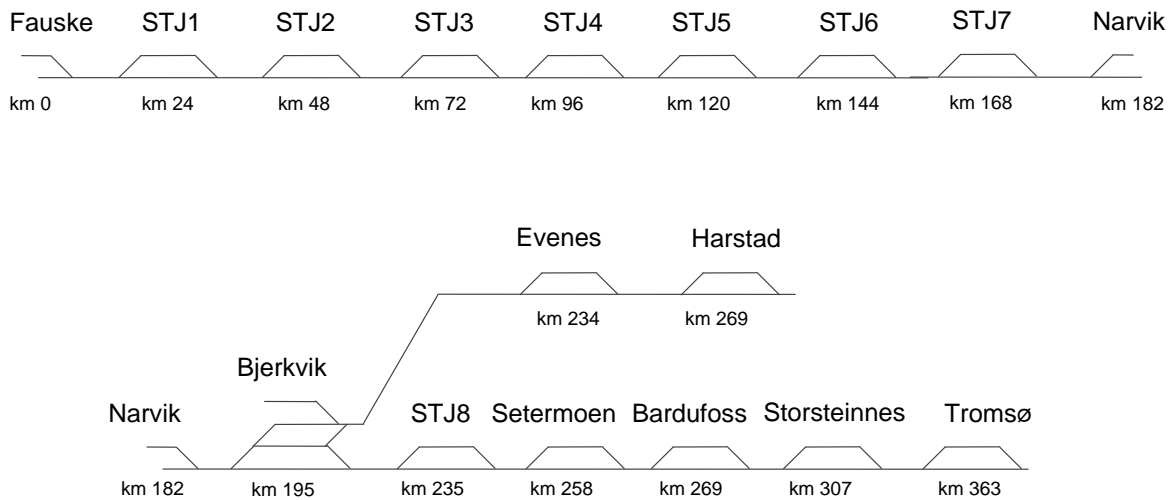 Fauske STJ1 STJ2 STJ3 STJ4 STJ5 STJ6 STJ7 Narvik
km 0 km 24 km 48 km 72 km 96 km 120 km 144 km 168 km 182
Evenes Harstad
km 234 km 269
Bjerkvik
Narvik STJ8 Setermoen Bardufoss Storsteinnes Tromsø
km 182 km 195 km 235 km 258 km 269 km 307 km 363